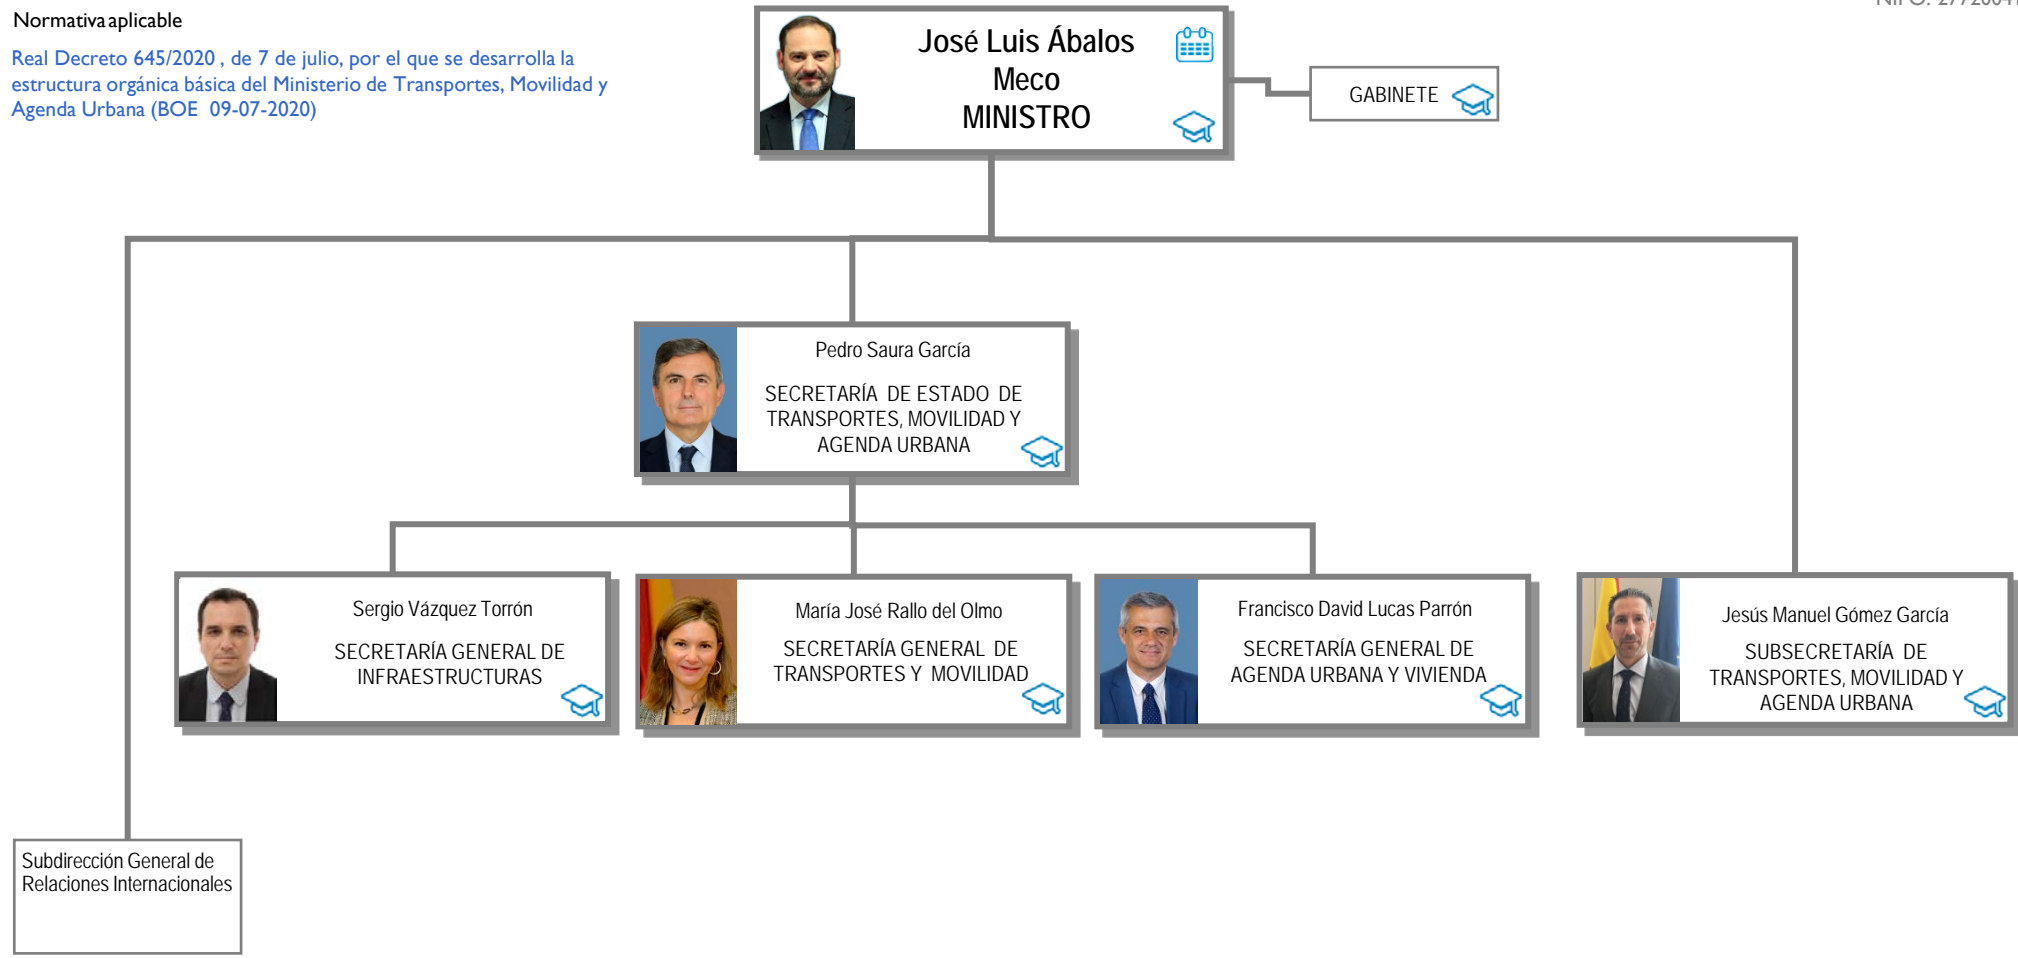 Normativa aplicable
Real Decreto 645/2020 , de 7 de julio, por el que se desarrolla la
estructura orgánica básica del Ministerio de Transportes, Movilidad y
Agenda Urbana (BOE 09-07-2020)
José Luis Ábalos
Meco
MINISTRO
GABINETE
Pedro Saura García
SECRETARÍA DE ESTADO DE
TRANSPORTES, MOVILIDAD Y
AGENDA URBANA
Sergio Vázquez Torrón
SECRETARÍA GENERAL DE
INFRAESTRUCTURAS
María José Rallo del Olmo
SECRETARÍA GENERAL DE
TRANSPORTES Y MOVILIDAD
Francisco David Lucas Parrón
SECRETARÍA GENERAL DE
AGENDA URBANA Y VIVIENDA
Jesús Manuel Gómez García
SUBSECRETARÍA DE
TRANSPORTES, MOVILIDAD Y
AGENDA URBANA
Subdirección General de
Relaciones Internacionales